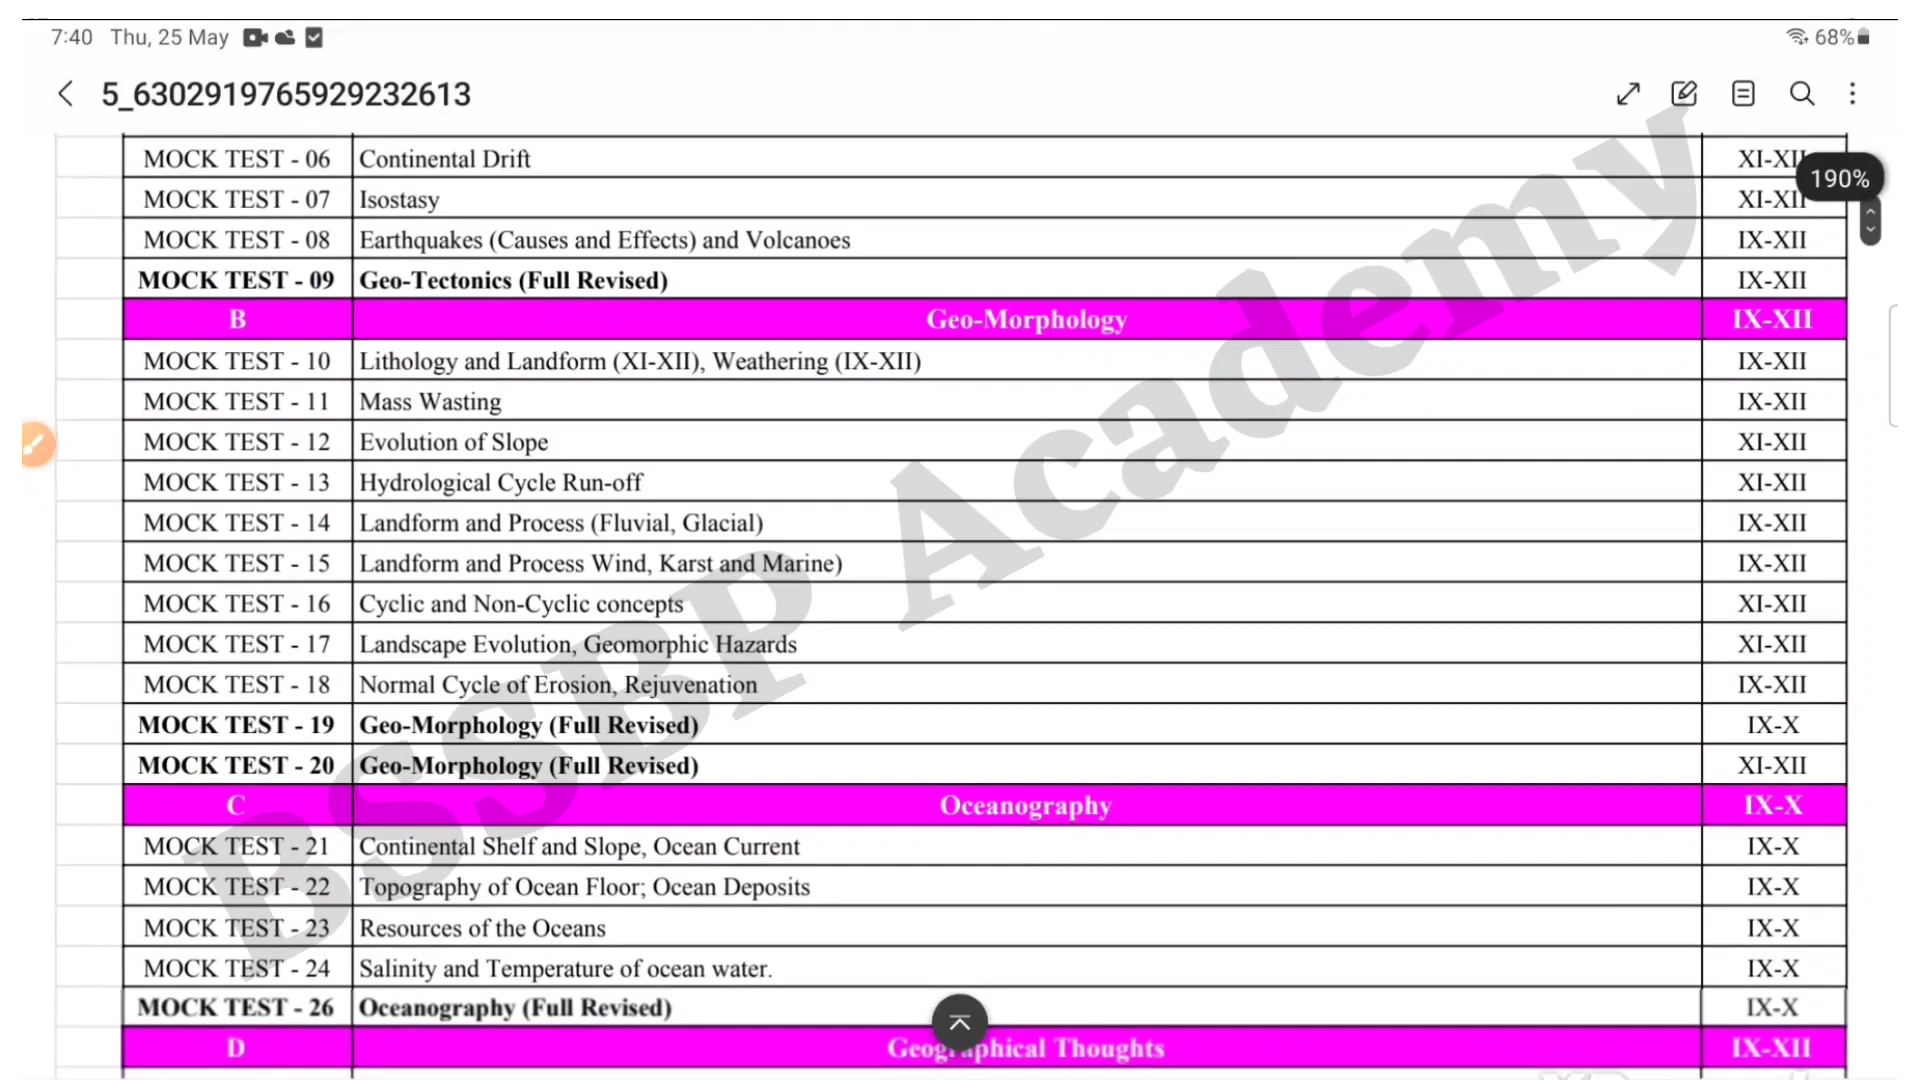 7:40 Thu, 25 May 68%
5_6302919765929232613
MOCK TEST - 06 Continental Drift XI-XII
190%
MOCK TEST - 07 Isostasy XI-XII
MOCK TEST - 08 Earthquakes (Causes and Effects) and Volcanoes IX-XII
MOCK TEST - 09 Geo-Tectonics (Full Revised) IX-XII
B Geo-Morphology IX-XII
MOCK TEST - 10 Lithology and Landform (XI-XII), Weathering (IX-XII) IX-XII
MOCK TEST - 11 Mass Wasting IX-XII
MOCK TEST - 12 Evolution of Slope XI-XII
MOCK TEST - 13 Hydrological Cycle Run-off XI-XII
MOCK TEST - 14 Landform and Process (Fluvial, Glacial) IX-XII
MOCK TEST - 15 Landform and Process Wind, Karst and Marine) IX-XII
MOCK TEST - 16 Cyclic and Non-Cyclic concepts XI-XII
MOCK TEST - 17 Landscape Evolution, Geomorphic Hazards XI-XII
MOCK TEST - 18 Normal Cycle of Erosion, Rejuvenation IX-XII
MOCK TEST - 19 Geo-Morphology (Full Revised) IX-X
MOCK TEST - 20 Geo-Morphology (Full Revised) XI-XII
C Oceanography IX-X
MOCK TEST - 21 Continental Shelf and Slope, Ocean Current IX-X
MOCK TEST - 22 Topography of Ocean Floor; Ocean Deposits IX-X
MOCK TEST - 23 Resources of the Oceans IX-X
MOCK TEST - 24 Salinity and Temperature of ocean water. IX-X
MOCK TEST - 26 Oceanography (Full Revised) IX-X
D Geographical Thoughts IX-XII
BSSBP Academy